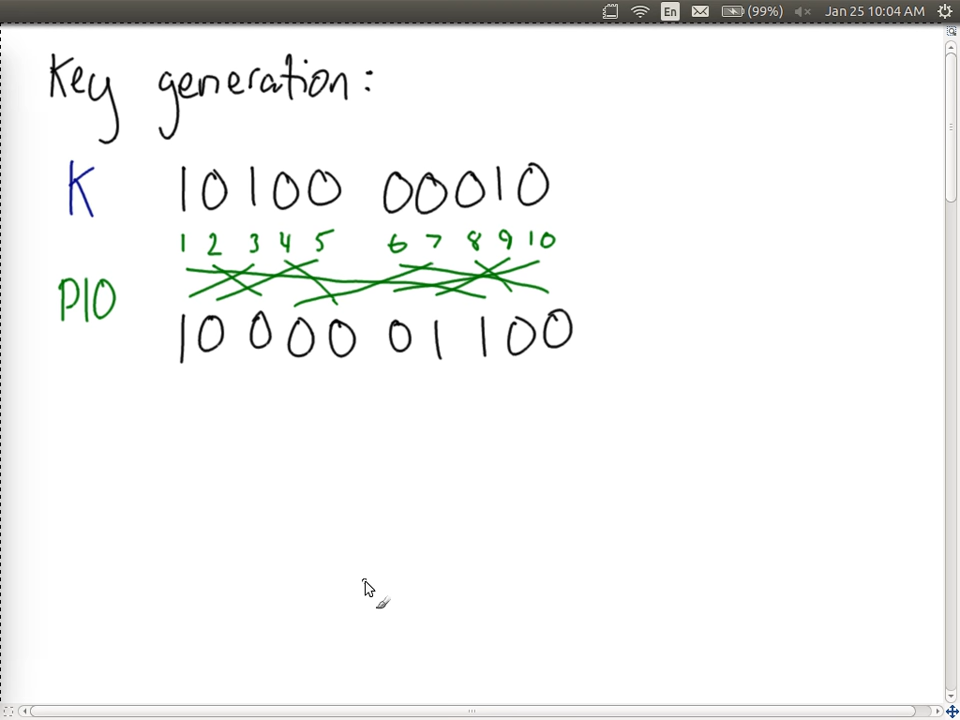 En (99%) Jan 25 10:04 AM
Key generation:
K 10100 00010
1 2 3 4 5 6 7 8 9 10
P10
10000 01100